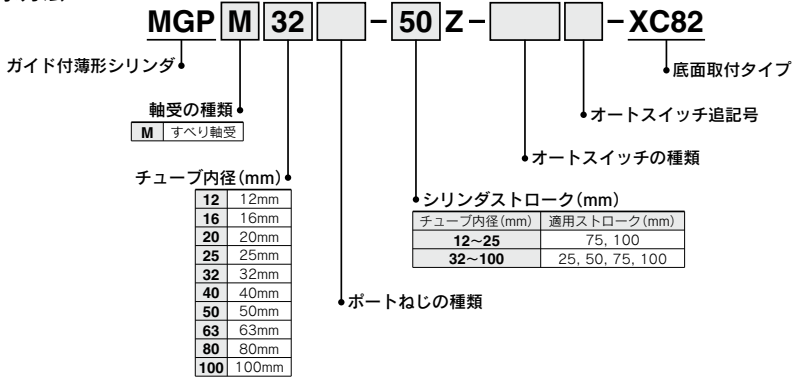 MGP M 32 - 50 Z - - XC82
ガイド付薄形シリンダ
底面取付タイプ
軸受の種類
M すべり軸受
オートスイッチ追記号
オートスイッチの種類
チューブ内径(mm)
12 12mm
16 16mm
20 20mm
25 25mm
32 32mm
40 40mm
50 50mm
63 63mm
80 80mm
100 100mm
シリンダストローク(mm)
チューブ内径(mm) 適用ストローク(mm)
12~25 75, 100
32~100 25, 50, 75, 100
ポートねじの種類